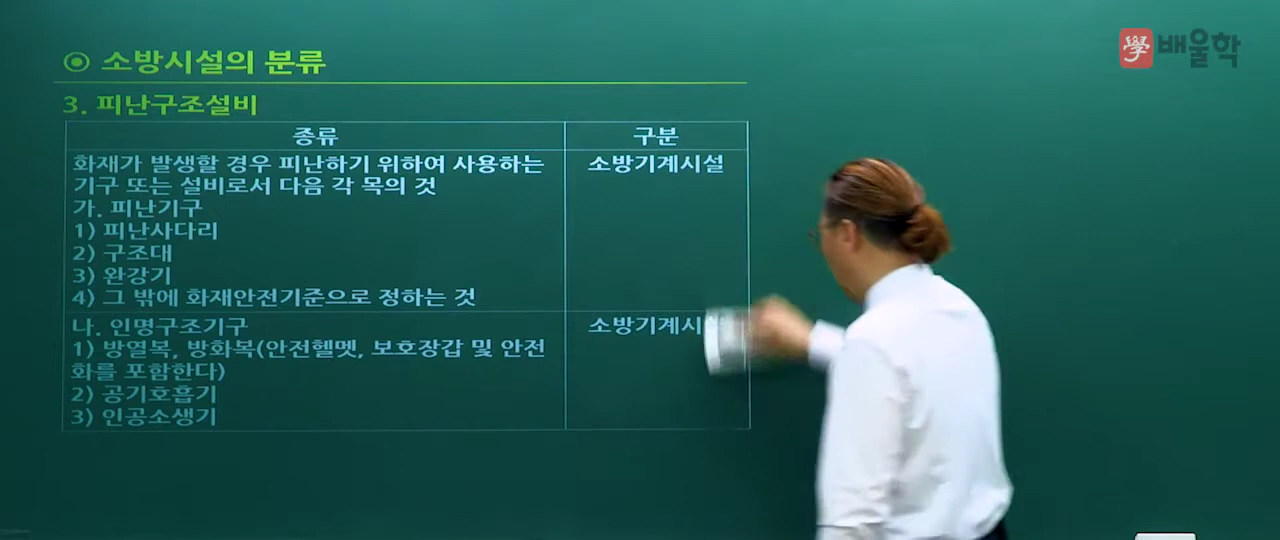 學 배울학
◉ 소방시설의 분류
3. 피난구조설비
종류 구분
화재가 발생할 경우 피난하기 위하여 사용하는 소방기계시설
기구 또는 설비로서 다음 각 목의 것
가. 피난기구
1) 피난사다리
2) 구조대
3) 완강기
4) 그 밖에 화재안전기준으로 정하는 것
나. 인명구조기구 소방기계시설
1) 방열복, 방화복(안전헬멧, 보호장갑 및 안전
화를 포함한다)
2) 공기호흡기
3) 인공소생기